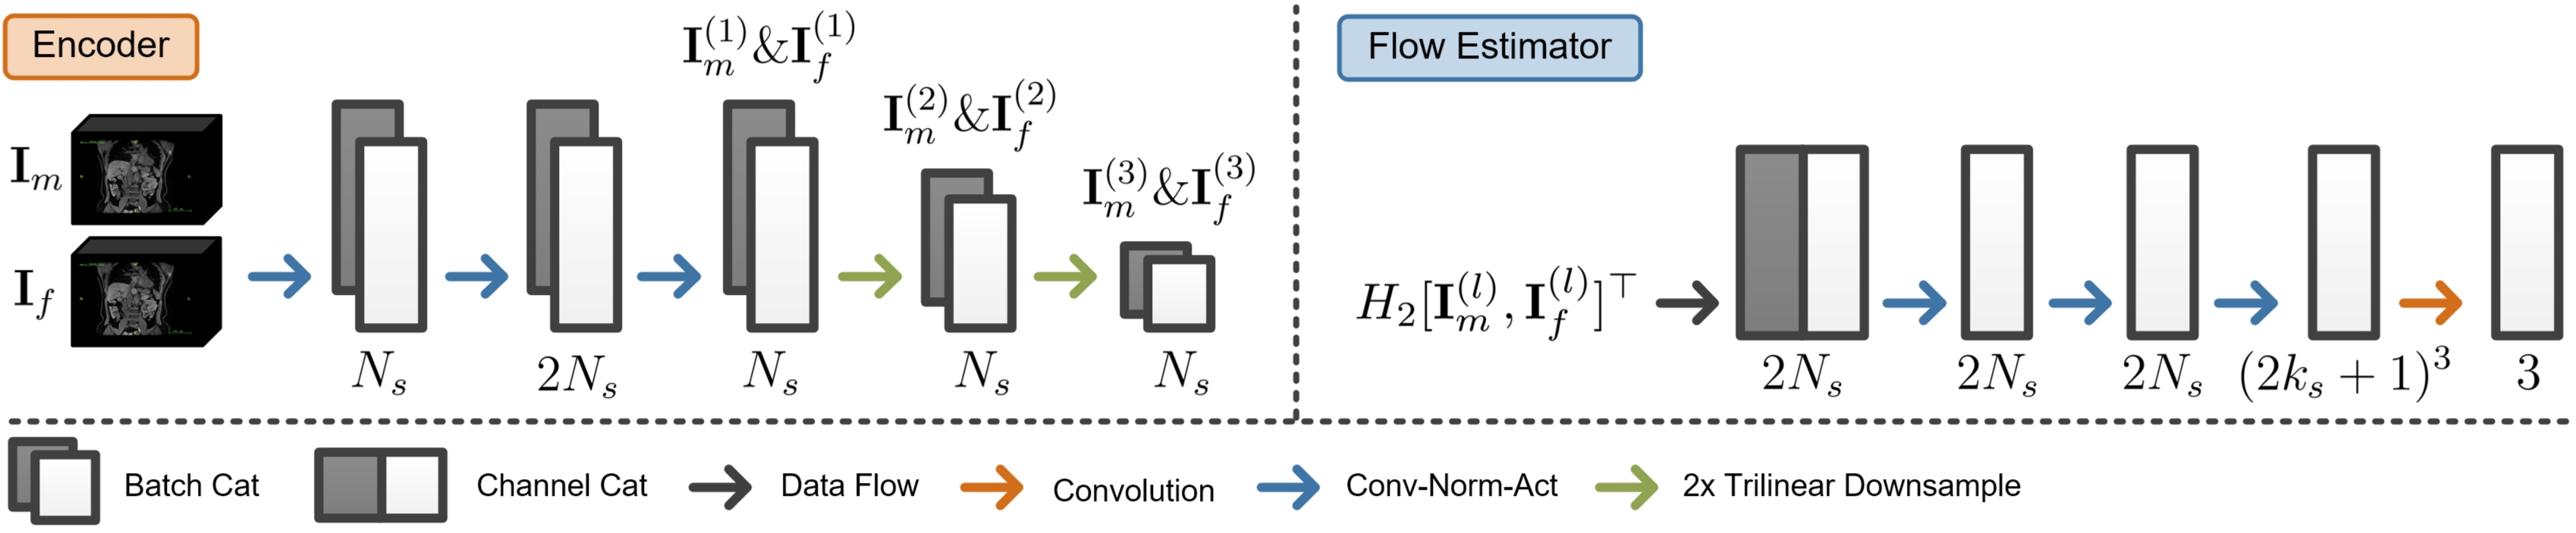 Encoder
$\mathbf{I}_m$
$\mathbf{I}_f$
$\mathbf{I}_m^{(1)} \& \mathbf{I}_f^{(1)}$
$\mathbf{I}_m^{(2)} \& \mathbf{I}_f^{(2)}$
$\mathbf{I}_m^{(3)} \& \mathbf{I}_f^{(3)}$
$N_s$ $2N_s$ $N_s$ $N_s$ $N_s$
Flow Estimator
$H_2[\mathbf{I}_m^{(l)}, \mathbf{I}_f^{(l)}]^\top$
$2N_s$ $2N_s$ $2N_s$ $(2k_s + 1)^3$ $3$
Batch Cat Channel Cat Data Flow Convolution Conv-Norm-Act 2x Trilinear Downsample